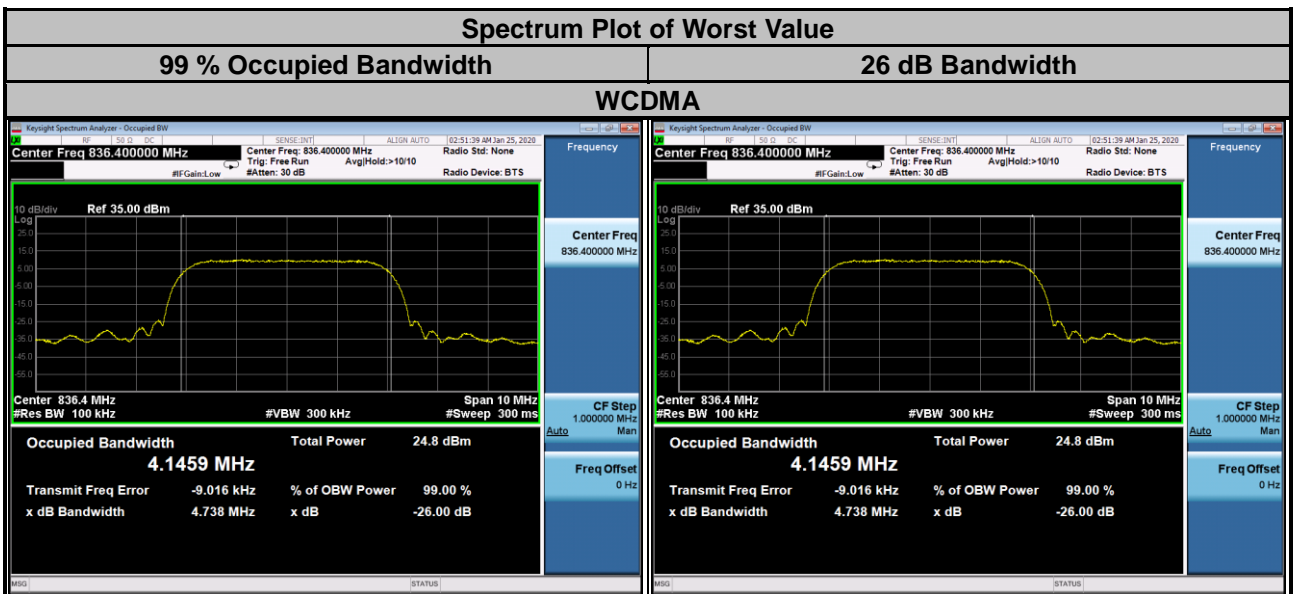 Spectrum Plot of Worst Value
99 % Occupied Bandwidth
26 dB Bandwidth
WCDMA
Keysight Spectrum Analyzer - Occupied BW
RF 50 Ω DC SENSE:INT ALIGN AUTO 02:51:39 AM Jan 25, 2020
Center Freq 836.400000 MHz
Center Freq: 836.400000 MHz Radio Std: None
Trig: Free Run Avg|Hold:>10/10
#IFGain:Low #Atten: 30 dB Radio Device: BTS
10 dB/div Ref 35.00 dBm
Log
25.0
15.0
5.00
-5.00
-15.0
-25.0
-35.0
-45.0
-55.0
Center 836.4 MHz Span 10 MHz
#Res BW 100 kHz #VBW 300 kHz #Sweep 300 ms
Occupied Bandwidth Total Power 24.8 dBm
4.1459 MHz
Transmit Freq Error -9.016 kHz % of OBW Power 99.00 %
x dB Bandwidth 4.738 MHz x dB -26.00 dB
MSG STATUS
Frequency
Center Freq
836.400000 MHz
CF Step
1.000000 MHz
Auto Man
Freq Offset
0 Hz
Keysight Spectrum Analyzer - Occupied BW
RF 50 Ω DC SENSE:INT ALIGN AUTO 02:51:39 AM Jan 25, 2020
Center Freq 836.400000 MHz
Center Freq: 836.400000 MHz Radio Std: None
Trig: Free Run Avg|Hold:>10/10
#IFGain:Low #Atten: 30 dB Radio Device: BTS
10 dB/div Ref 35.00 dBm
Log
25.0
15.0
5.00
-5.00
-15.0
-25.0
-35.0
-45.0
-55.0
Center 836.4 MHz Span 10 MHz
#Res BW 100 kHz #VBW 300 kHz #Sweep 300 ms
Occupied Bandwidth Total Power 24.8 dBm
4.1459 MHz
Transmit Freq Error -9.016 kHz % of OBW Power 99.00 %
x dB Bandwidth 4.738 MHz x dB -26.00 dB
MSG STATUS
Frequency
Center Freq
836.400000 MHz
CF Step
1.000000 MHz
Auto Man
Freq Offset
0 Hz